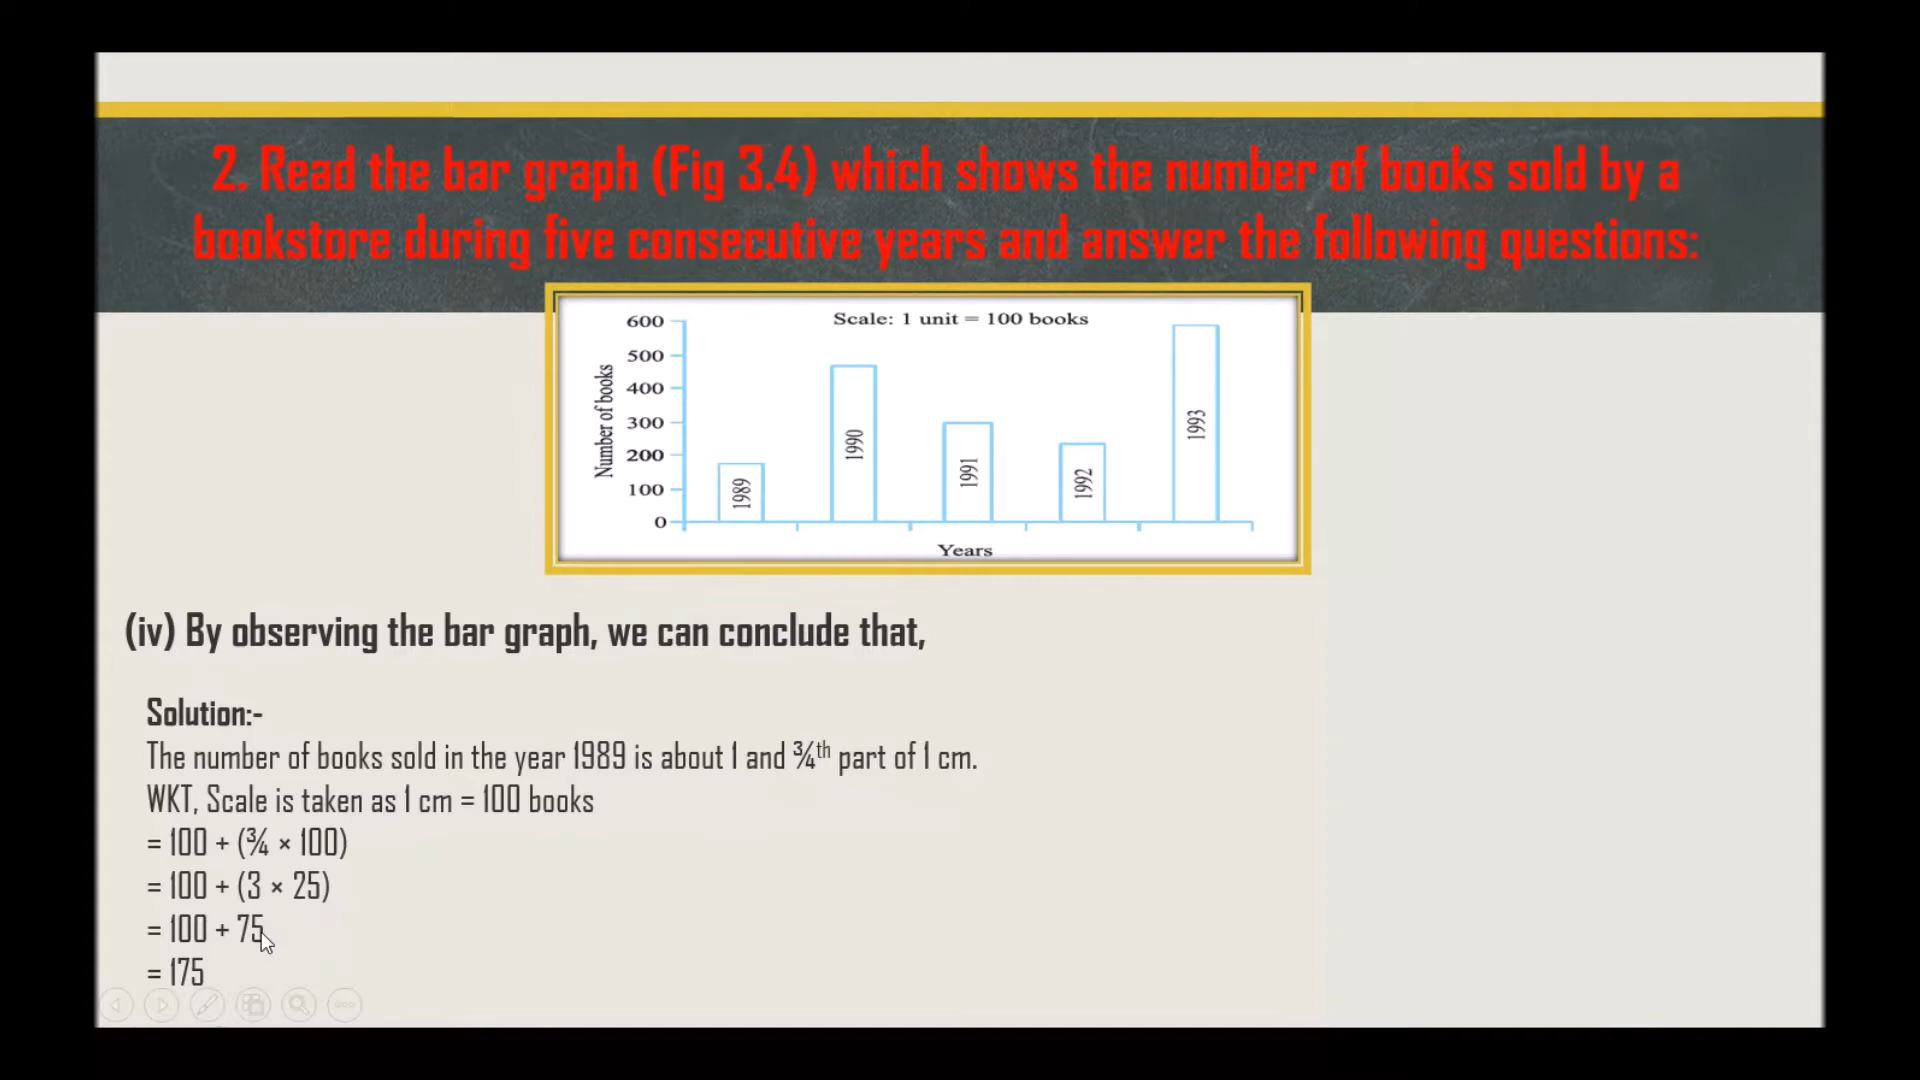 2. Read the bar graph (Fig 3.4) which shows the number of books sold by a
bookstore during five consecutive years and answer the following questions:
Scale: 1 unit = 100 books
600
500
400
300
200
100
0
Number of books
1989
1990
1991
1992
1993
Years
(iv) By observing the bar graph, we can conclude that,
Solution:-
The number of books sold in the year 1989 is about 1 and ¾th part of 1 cm.
WKT, Scale is taken as 1 cm = 100 books
= 100 + (¾ × 100)
= 100 + (3 × 25)
= 100 + 75
= 175